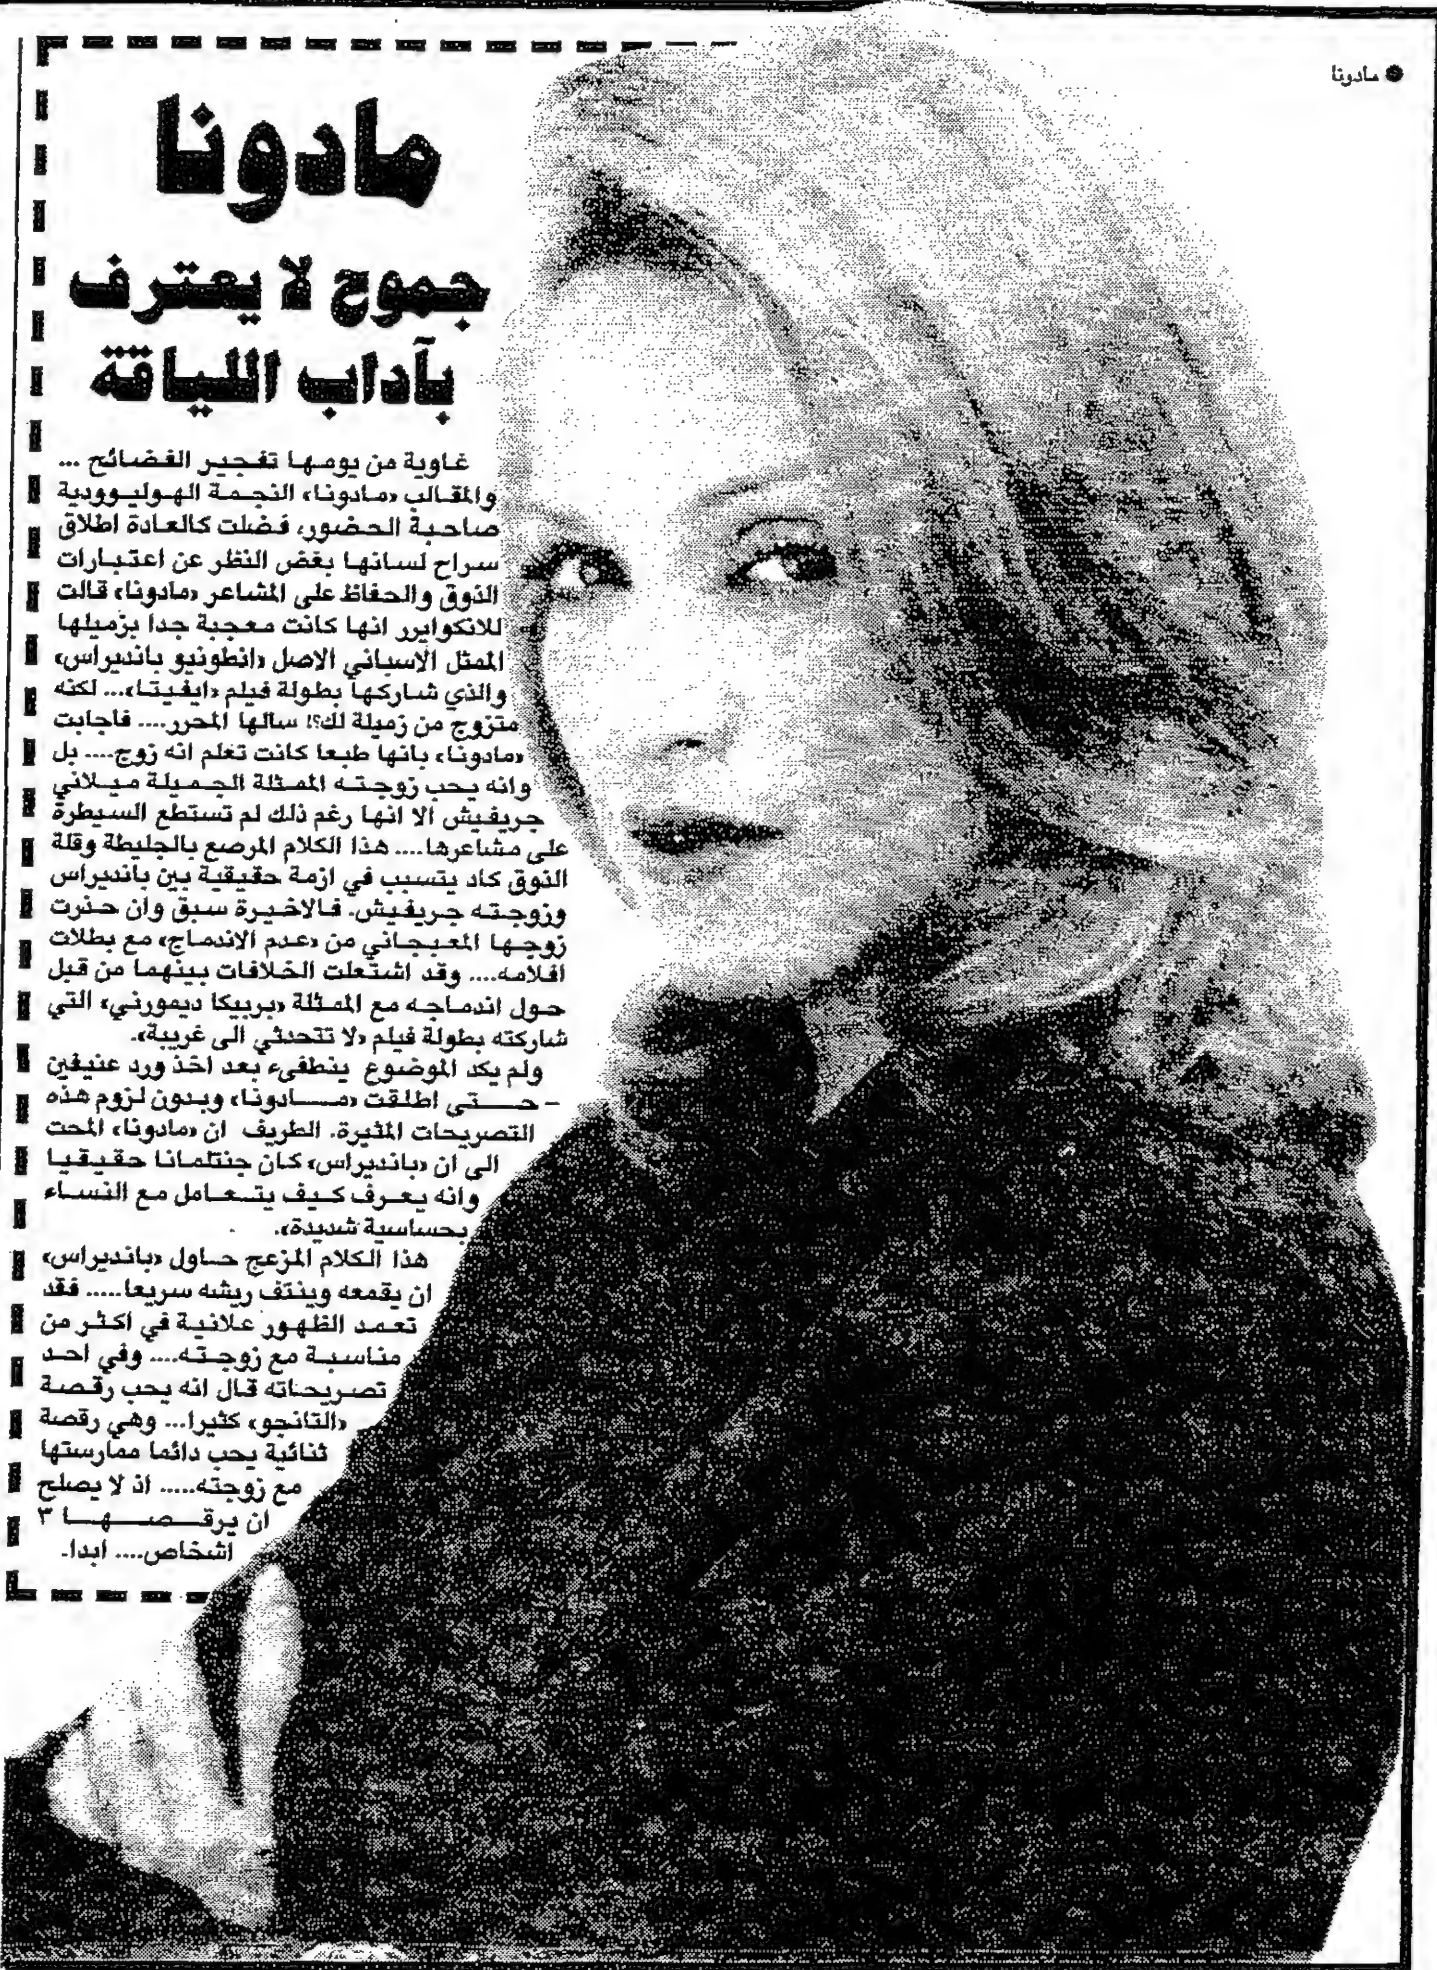 ● مادونا
مادونا
جموح لا يعترف
بآداب اللياقة
غاوية من يومها تفجير الفضائح ...
والمقالب «مادونا» النجمة الهوليوودية
صاحبة الحضور، فضلت كالعادة اطلاق
سراح لسانها بغض النظر عن اعتبارات
الذوق والحفاظ على المشاعر «مادونا» قالت
للانكوايرر انها كانت معجبة جدا بزميلها
الممثل الاسباني الاصل «انطونيو بانديراس»
والذي شاركها بطولة فيلم «ايفيتا»... لكنه
متزوج من زميلة لك؟! سالها المحرر.... فاجابت
«مادونا» بانها طبعا كانت تعلم انه زوج.... بل
وانه يحب زوجته الممثلة الجميلة ميلاني
جريفيش الا انها رغم ذلك لم تستطع السيطرة
على مشاعرها.... هذا الكلام المرصع بالجليطة وقلة
الذوق كاد يتسبب في ازمة حقيقية بين بانديراس
وزوجته جريفيش. فالاخيرة سبق وان حذرت
زوجها المعيجاني من «عدم الاندماج» مع بطلات
افلامه.... وقد اشتعلت الخلافات بينهما من قبل
حول اندماجه مع الممثلة «بربيكا ديمورني» التي
شاركته بطولة فيلم «لا تتحدثي الى غريبة».
ولم يكد الموضوع ينطفىء بعد اخذ ورد عنيفين
- حتى اطلقت «مادونا» وبدون لزوم هذه
التصريحات المثيرة. الطريف ان «مادونا» المحت
الى ان «بانديراس» كان جنتلمانا حقيقيا
وانه يعرف كيف يتعامل مع النساء
بحساسية شديدة».
هذا الكلام المزعج حاول «بانديراس»
ان يقمعه وينتف ريشه سريعا..... فقد
تعمد الظهور علانية في اكثر من
مناسبة مع زوجته.... وفي احد
تصريحاته قال انه يحب رقصة
«التانجو» كثيرا... وهي رقصة
ثنائية يحب دائما ممارستها
مع زوجته..... اذ لا يصلح
ان يرقصها ٣
اشخاص.... ابدا.